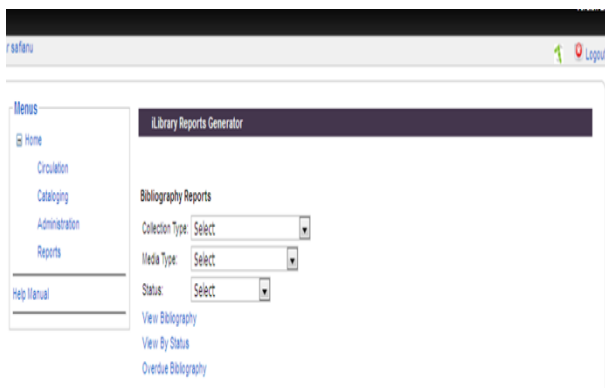 r safianu
Logout
Menus
Home
Circulation
Cataloging
Administration
Reports
Help Manual
iLibrary Reports Generator
Bibliography Reports
Collection Type: Select
Media Type: Select
Status: Select
View Bibliography
View By Status
Overdue Bibliography